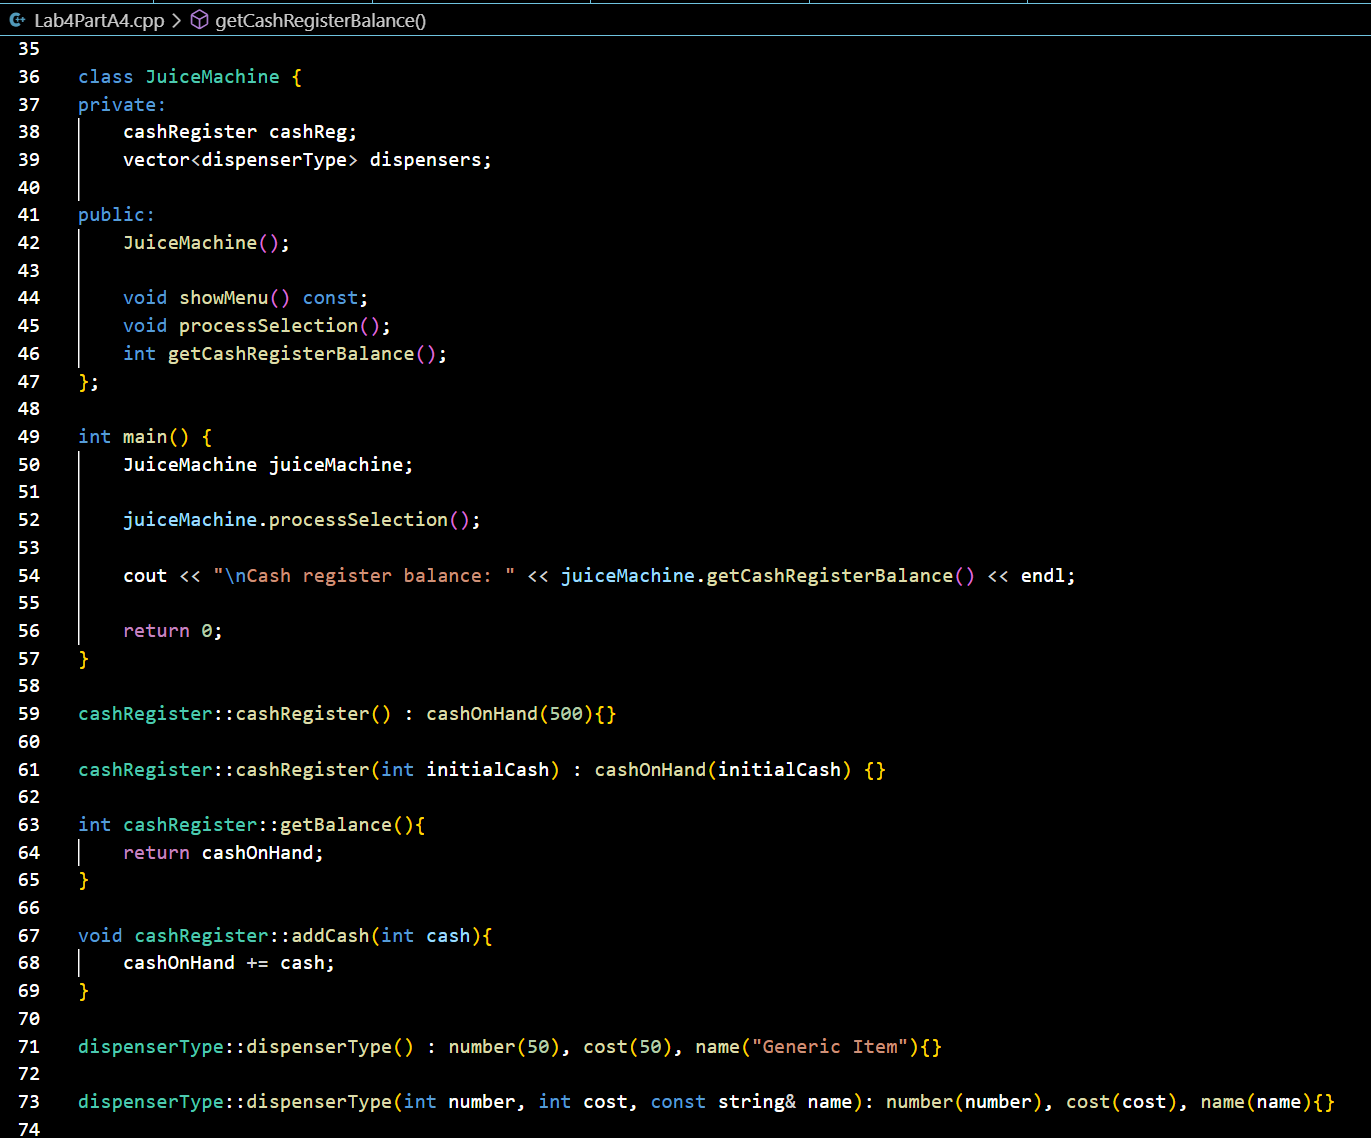 Lab4PartA4.cpp > getCashRegisterBalance()
35
36 class JuiceMachine {
37 private:
38     cashRegister cashReg;
39     vector<dispenserType> dispensers;
40
41 public:
42     JuiceMachine();
43
44     void showMenu() const;
45     void processSelection();
46     int getCashRegisterBalance();
47 };
48
49 int main() {
50     JuiceMachine juiceMachine;
51
52     juiceMachine.processSelection();
53
54     cout << "\nCash register balance: " << juiceMachine.getCashRegisterBalance() << endl;
55
56     return 0;
57 }
58
59 cashRegister::cashRegister() : cashOnHand(500){}
60
61 cashRegister::cashRegister(int initialCash) : cashOnHand(initialCash) {}
62
63 int cashRegister::getBalance(){
64     return cashOnHand;
65 }
66
67 void cashRegister::addCash(int cash){
68     cashOnHand += cash;
69 }
70
71 dispenserType::dispenserType() : number(50), cost(50), name("Generic Item"){}
72
73 dispenserType::dispenserType(int number, int cost, const string& name): number(number), cost(cost), name(name){}
74